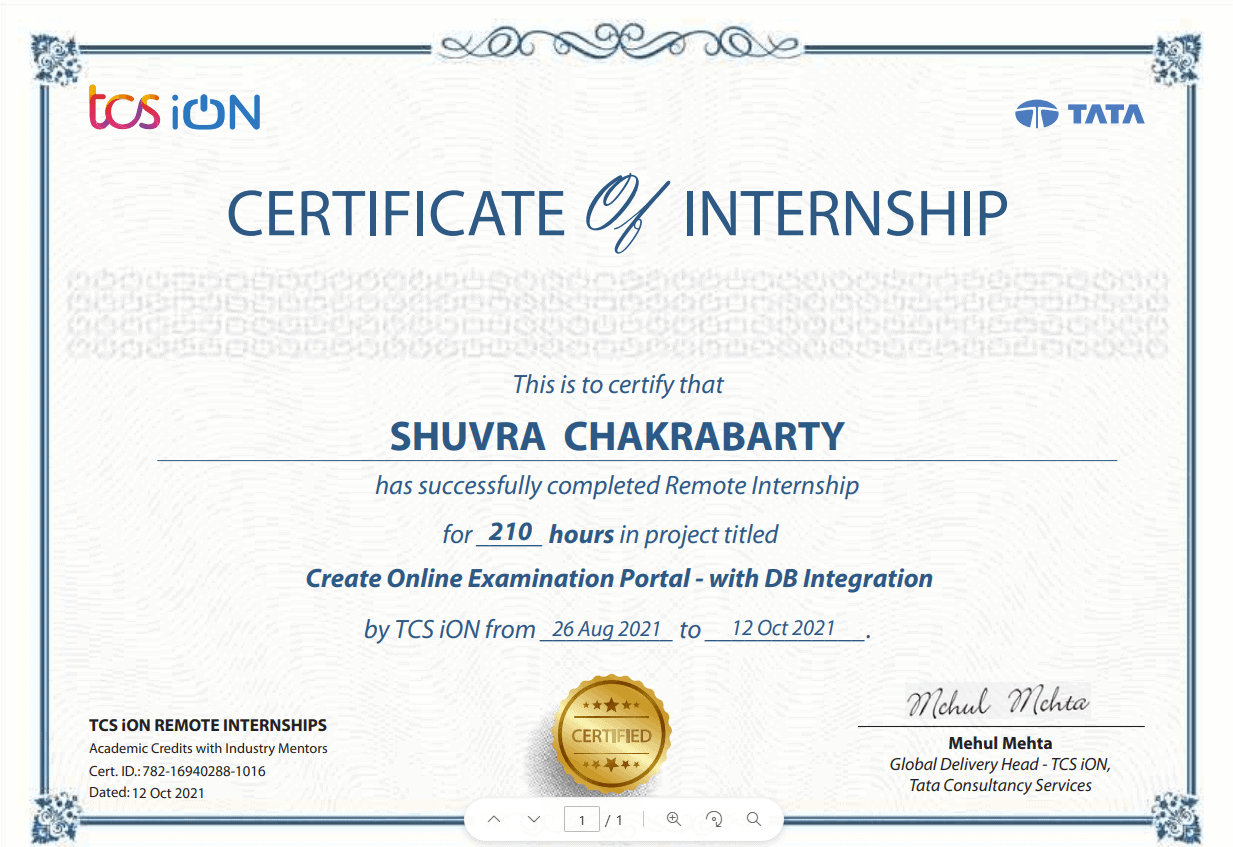 tcs iON
TATA
CERTIFICATE Of INTERNSHIP
This is to certify that
SHUVRA CHAKRABARTY
has successfully completed Remote Internship
for 210 hours in project titled
Create Online Examination Portal - with DB Integration
by TCS iON from 26 Aug 2021 to 12 Oct 2021.
CERTIFIED
TCS iON REMOTE INTERNSHIPS
Academic Credits with Industry Mentors
Cert. ID.: 782-16940288-1016
Dated: 12 Oct 2021
Mehul Mehta
Mehul Mehta
Global Delivery Head - TCS iON,
Tata Consultancy Services
1 / 1